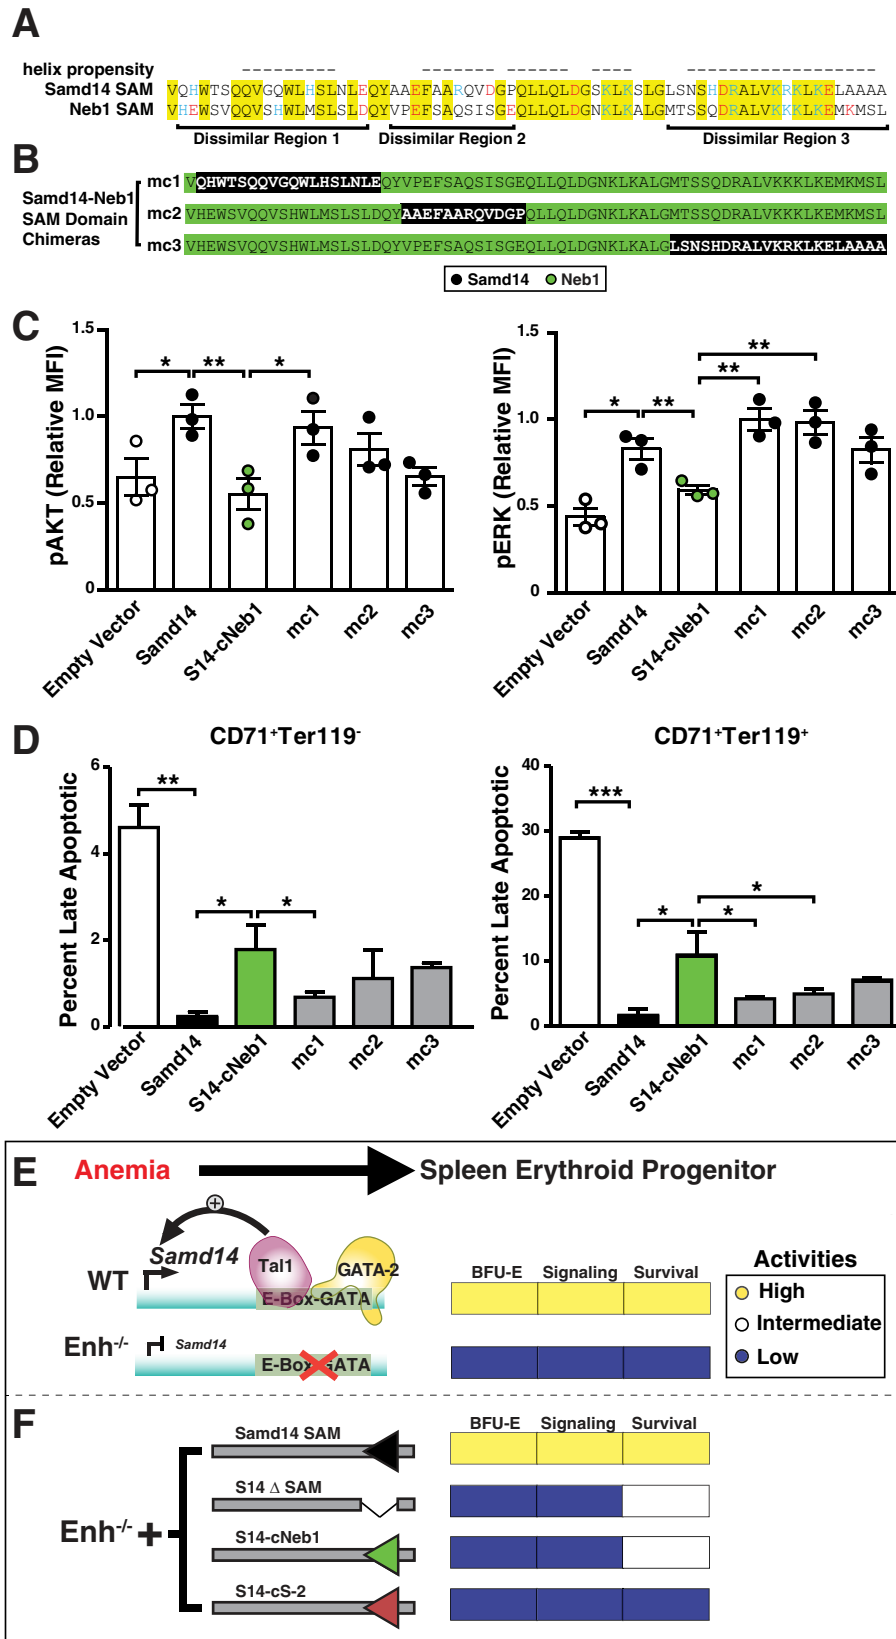 A
helix propensity
Samd14 SAM VQHWTSQQVGQWLHSLNLEQYAAEFAARQVDGPQLLQLDGSKLKSLGLSNSHDRALVKRKLKELAAAA
Neb1 SAM VHEWSVQQVSHWLMSLSLDQYVPEFSAQSISGEQLLQLDGNKLKALGMTSSQDRALVKKKLKEMKMSL
Dissimilar Region 1 Dissimilar Region 2 Dissimilar Region 3
B
Samd14-Neb1
SAM Domain
Chimeras
mc1 VQHWTSQQVGQWLHSLNLEQYVPEFSAQSISGEQLLQLDGNKLKALGMTSSQDRALVKKKLKEMKMSL
mc2 VHEWSVQQVSHWLMSLSLDQYAAEFAARQVDGPQLLQLDGNKLKALGMTSSQDRALVKKKLKEMKMSL
mc3 VHEWSVQQVSHWLMSLSLDQYVPEFSAQSISGEQLLQLDGNKLKALGLSNSHDRALVKRKLKELAAAA
Samd14 Neb1
C
pAKT (Relative MFI)
1.5
1.0
0.5
0
* ** *
Empty Vector Samd14 S14-cNeb1 mc1 mc2 mc3
pERK (Relative MFI)
1.5
1.0
0.5
0
* ** ** **
Empty Vector Samd14 S14-cNeb1 mc1 mc2 mc3
D
CD71+Ter119-
Percent Late Apoptotic
6
4
2
0
** * *
Empty Vector Samd14 S14-cNeb1 mc1 mc2 mc3
CD71+Ter119+
Percent Late Apoptotic
40
30
20
10
0
*** * * *
Empty Vector Samd14 S14-cNeb1 mc1 mc2 mc3
E
Anemia Spleen Erythroid Progenitor
+
Samd14
Tal1
GATA-2
WT
E-Box-GATA
BFU-E Signaling Survival
Enh-/-
Samd14
E-Box-GATA
Activities
High
Intermediate
Low
F
Enh-/- +
Samd14 SAM
S14 Δ SAM
S14-cNeb1
S14-cS-2
BFU-E Signaling Survival